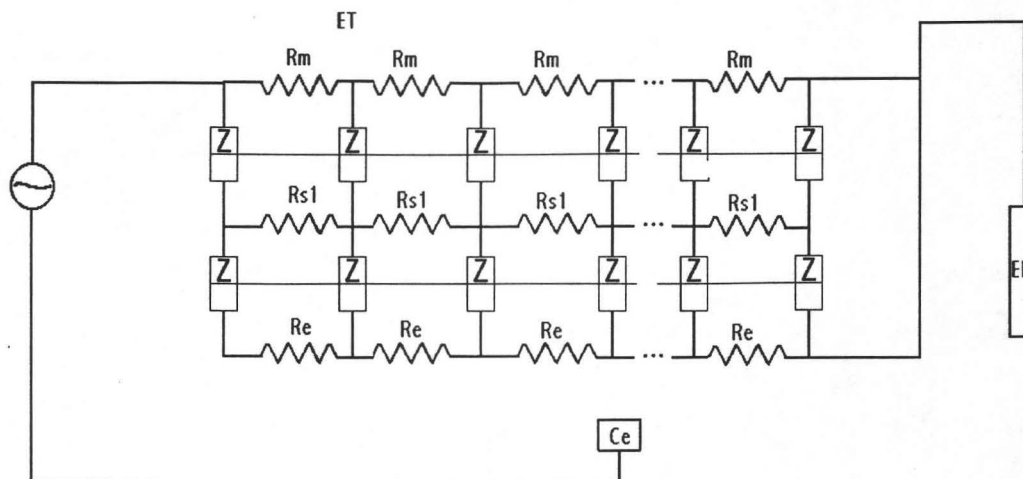 ET
Rm Rm Rm ... Rm
Z Z Z Z Z Z
Rs1 Rs1 Rs1 ... Rs1
Z Z Z Z Z Z
Re Re Re ... Re
Ce